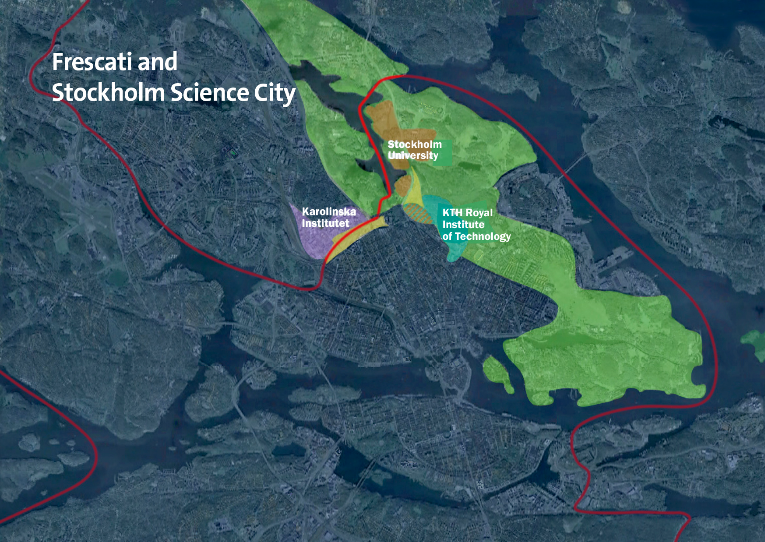 Frescati and
Stockholm Science City
Stockholm
University
Karolinska
Institutet
KTH Royal
Institute
of Technology